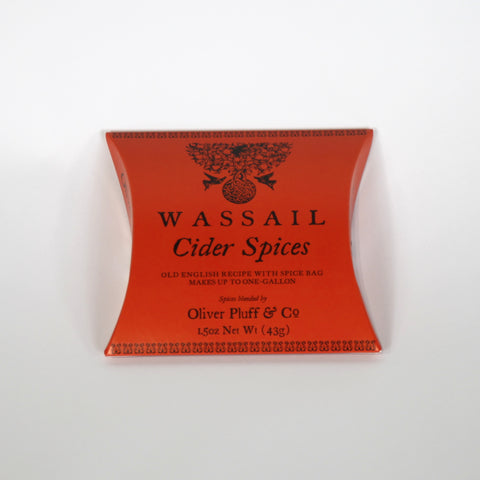 WASSAIL
Cider Spices
OLD ENGLISH RECIPE WITH SPICE BAG
MAKES UP TO ONE-GALLON
Spices blended by
Oliver Pluff & Co
1.5oz Net Wt (43g)